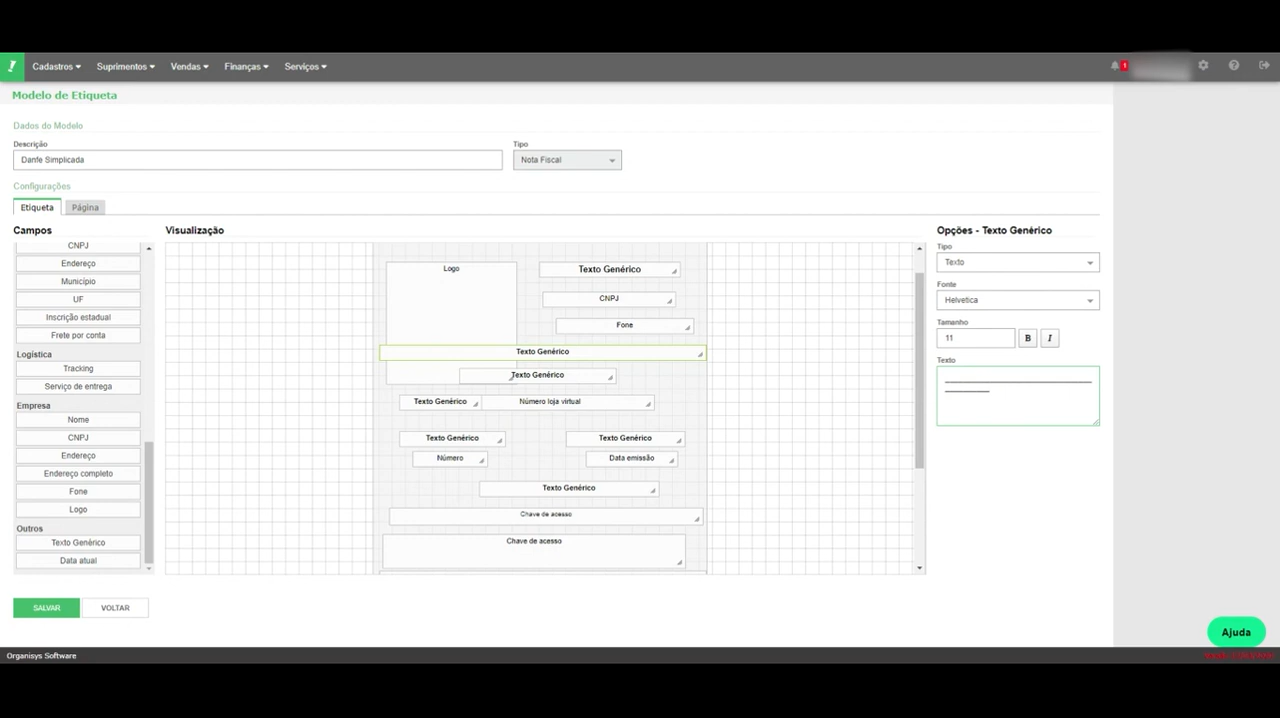 Cadastros Suprimentos Vendas Finanças Serviços 1
Modelo de Etiqueta
Dados do Modelo
Descrição Tipo
Danfe Simplicada Nota Fiscal
Configurações
Etiqueta Página
Campos
CNPJ
Endereço
Município
UF
Inscrição estadual
Frete por conta
Logística
Tracking
Serviço de entrega
Empresa
Nome
CNPJ
Endereço
Endereço completo
Fone
Logo
Outros
Texto Genérico
Data atual
Visualização
Logo Texto Genérico
CNPJ
Fone
Texto Genérico
Texto Genérico
Texto Genérico Número loja virtual
Texto Genérico Texto Genérico
Número Data emissão
Texto Genérico
Chave de acesso
Chave de acesso
Opções - Texto Genérico
Tipo
Texto
Fonte
Helvetica
Tamanho
11 B I
Texto
SALVAR VOLTAR
Ajuda
Organisys Software